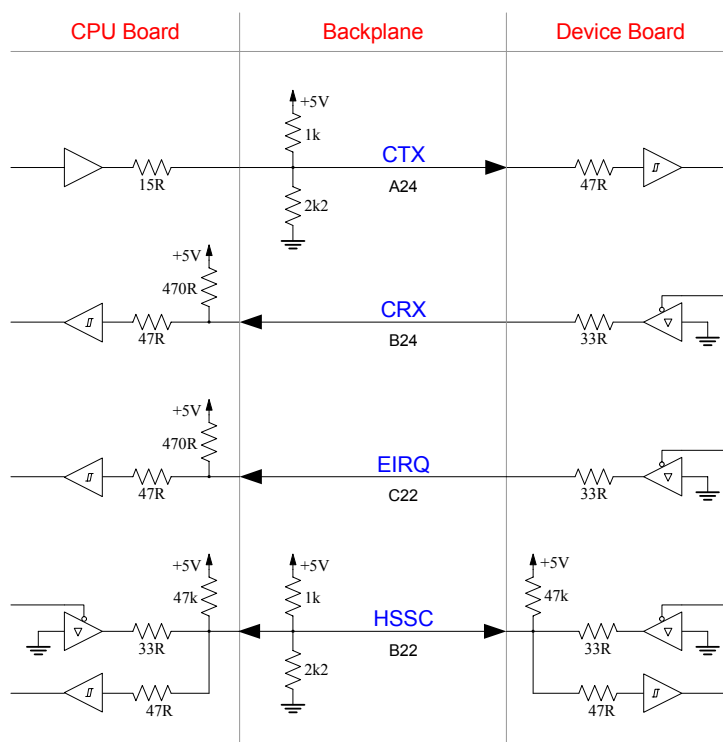 CPU Board Backplane Device Board
+5V
1k
CTX
15R
A24
47R
2k2
+5V
470R
CRX
47R
B24
33R
+5V
470R
EIRQ
47R
C22
33R
+5V +5V +5V
47k 1k 47k
HSSC
33R
B22
33R
2k2
47R
47R